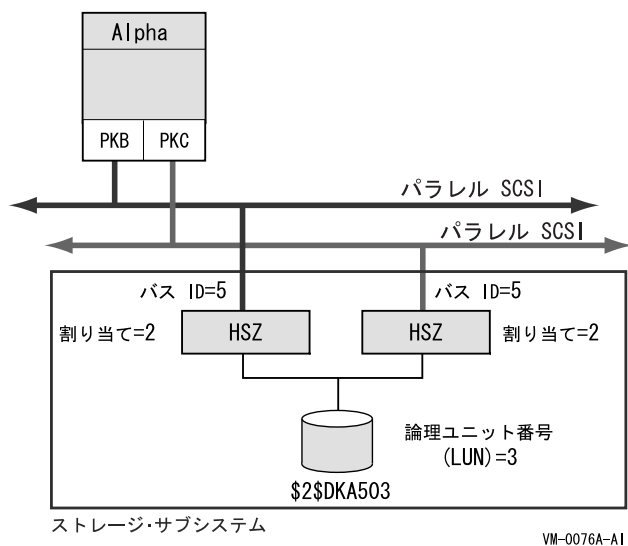 Alpha
PKB PKC
パラレル SCSI
パラレル SCSI
バス ID=5 バス ID=5
割り当て=2 HSZ HSZ 割り当て=2
論理ユニット番号
(LUN)=3
$2$DKA503
ストレージ・サブシステム
VM-0076A-AI